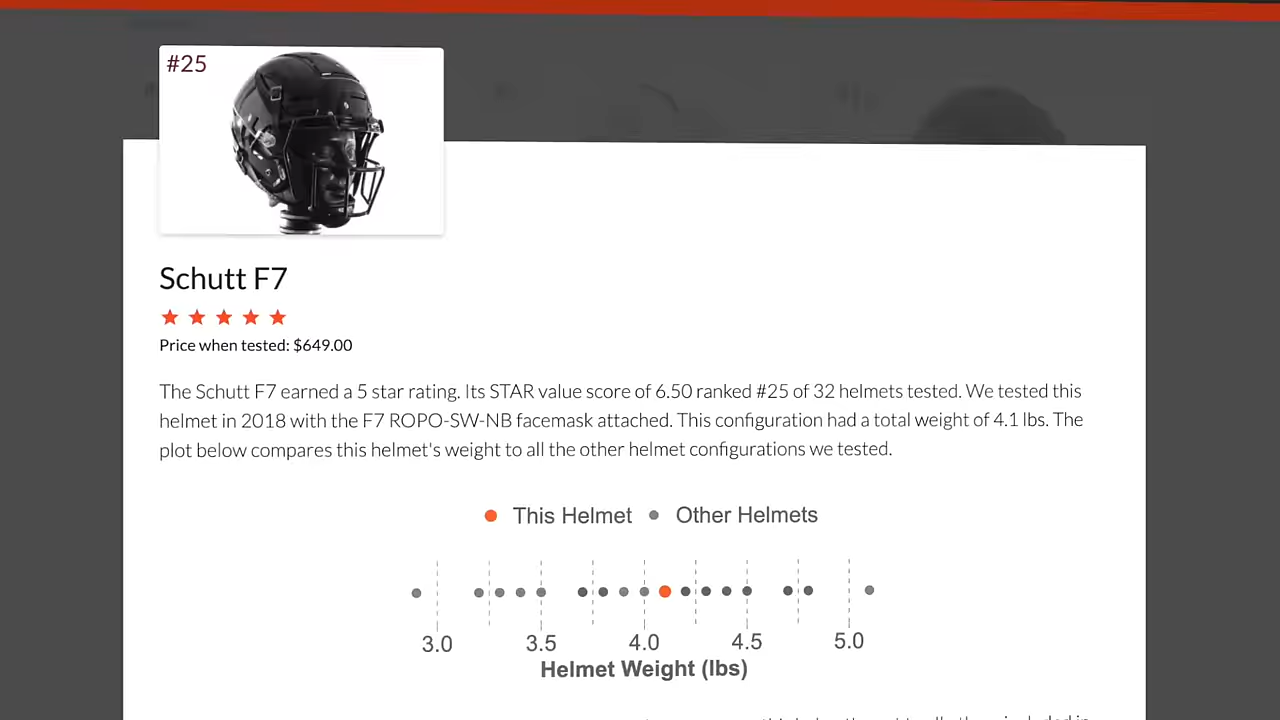 #25
Schutt F7
Price when tested: $649.00
The Schutt F7 earned a 5 star rating. Its STAR value score of 6.50 ranked #25 of 32 helmets tested. We tested this
helmet in 2018 with the F7 ROPO-SW-NB facemask attached. This configuration had a total weight of 4.1 lbs. The
plot below compares this helmet's weight to all the other helmet configurations we tested.
This Helmet Other Helmets
3.0 3.5 4.0 4.5 5.0
Helmet Weight (lbs)